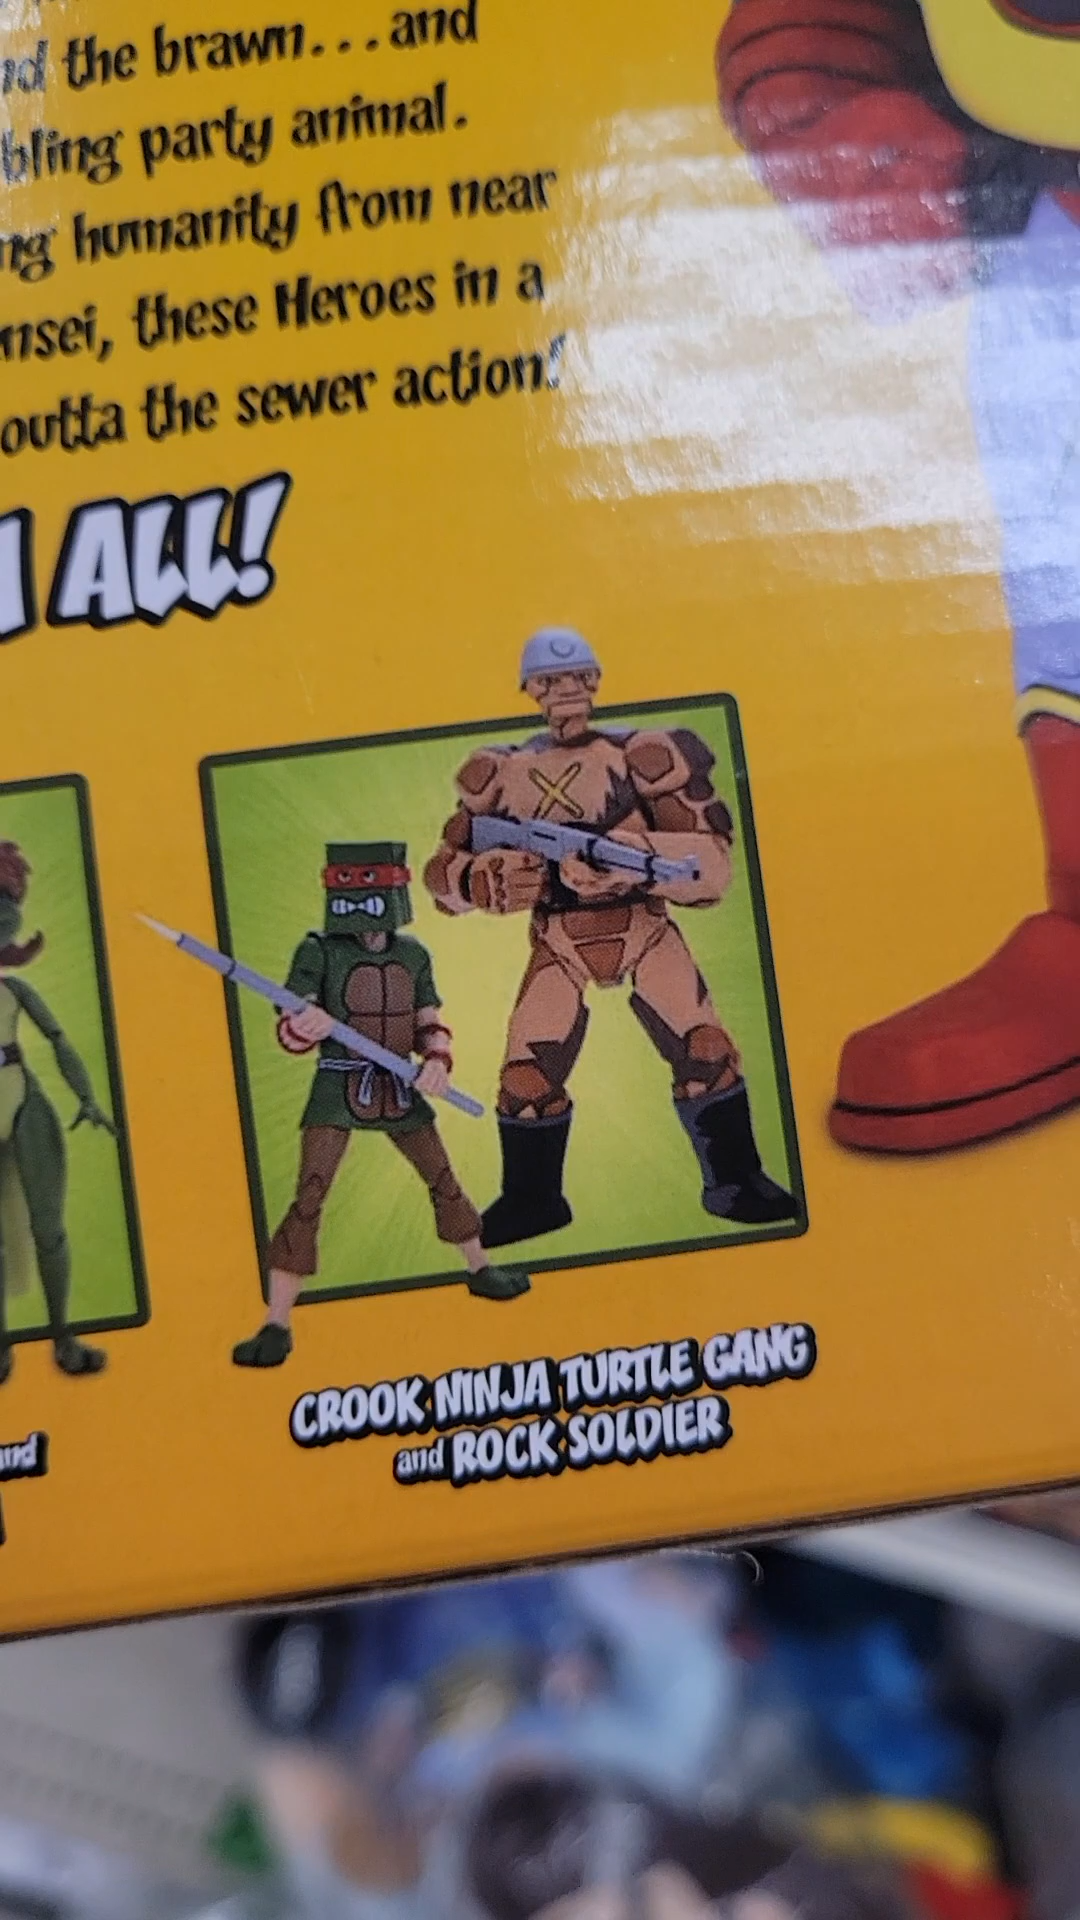 the brawn...and
party animal.
humanity from near
these Heroes in a
outta the sewer action!
ALL!
CROOK NINJA TURTLE GANG
and ROCK SOLDIER